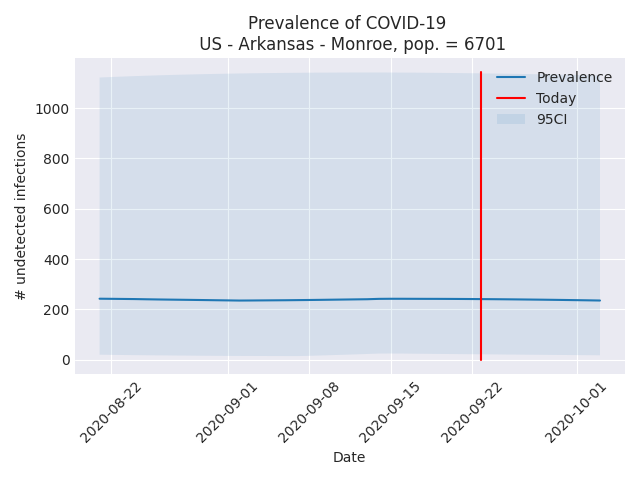 Prevalence of COVID-19
US - Arkansas - Monroe, pop. = 6701
Prevalence
Today
95CI
1000
800
600
400
200
0
# undetected infections
2020-08-22
2020-09-01
2020-09-08
2020-09-15
2020-09-22
2020-10-01
Date